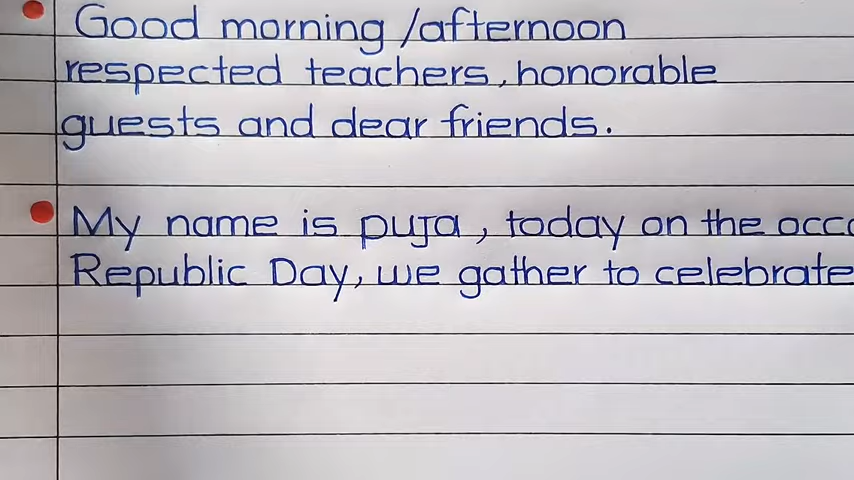 Good morning /afternoon
respected teachers, honorable
guests and dear friends.
My name is puja, today on the
Republic Day, we gather to celebrate